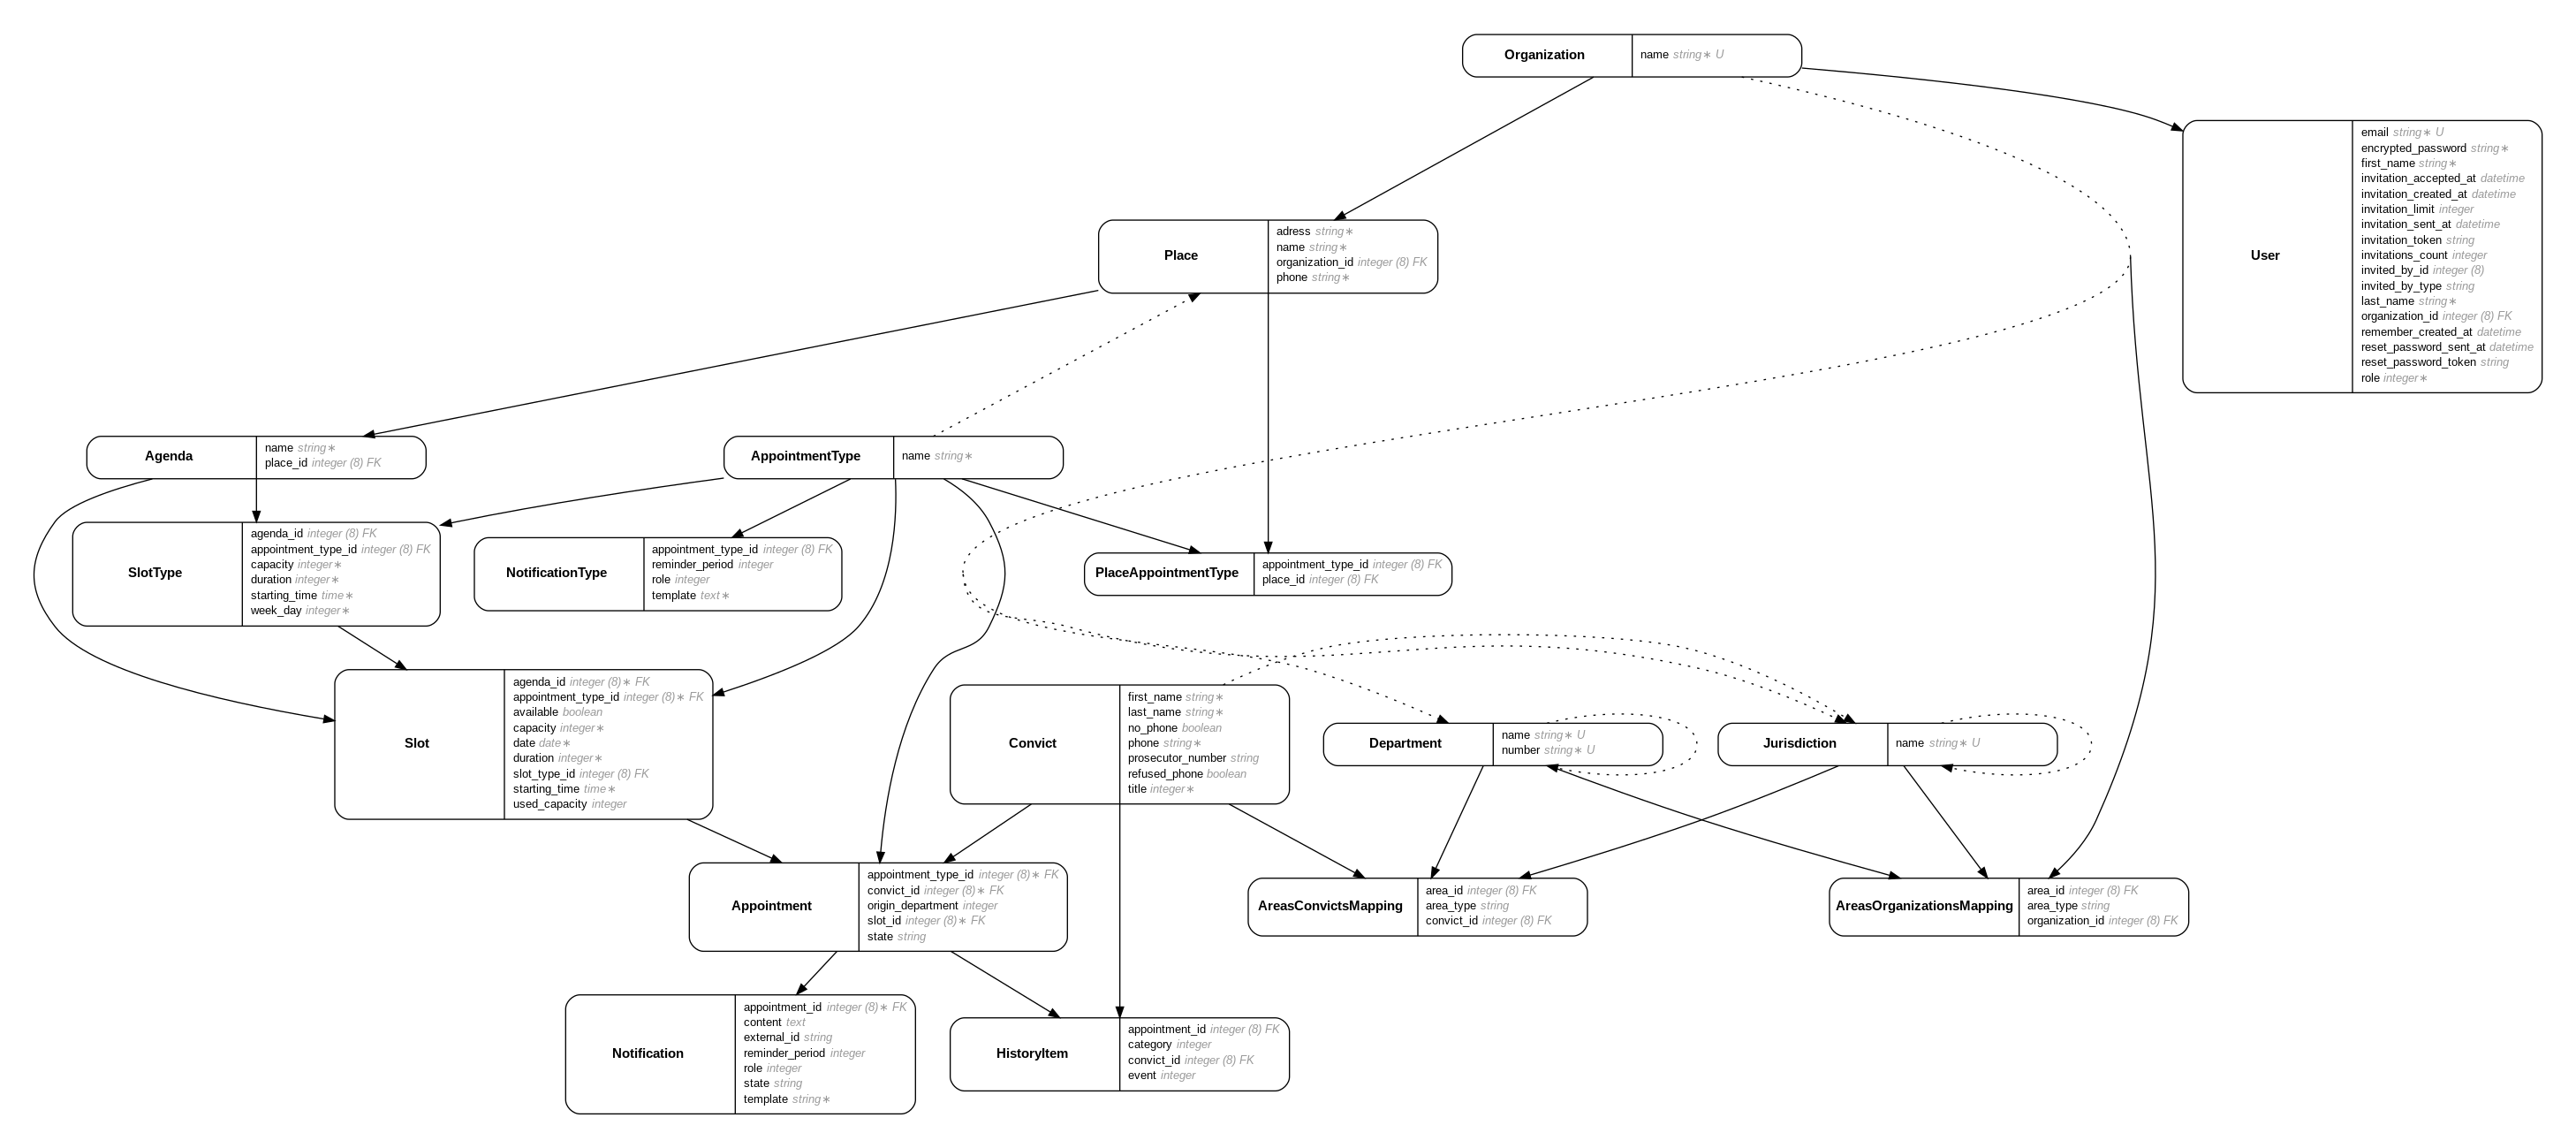 Organization
name string∗ U
User
email string∗ U
encrypted_password string∗
first_name string∗
invitation_accepted_at datetime
invitation_created_at datetime
invitation_limit integer
invitation_sent_at datetime
invitation_token string
invitations_count integer
invited_by_id integer (8)
invited_by_type string
last_name string∗
organization_id integer (8) FK
remember_created_at datetime
reset_password_sent_at datetime
reset_password_token string
role integer∗
Place
adress string∗
name string∗
organization_id integer (8) FK
phone string∗
Agenda
name string∗
place_id integer (8) FK
AppointmentType
name string∗
SlotType
agenda_id integer (8) FK
appointment_type_id integer (8) FK
capacity integer∗
duration integer∗
starting_time time∗
week_day integer∗
NotificationType
appointment_type_id integer (8) FK
reminder_period integer
role integer
template text∗
PlaceAppointmentType
appointment_type_id integer (8) FK
place_id integer (8) FK
Slot
agenda_id integer (8)∗ FK
appointment_type_id integer (8)∗ FK
available boolean
capacity integer∗
date date∗
duration integer∗
slot_type_id integer (8) FK
starting_time time∗
used_capacity integer
Convict
first_name string∗
last_name string∗
no_phone boolean
phone string∗
prosecutor_number string
refused_phone boolean
title integer∗
Department
name string∗ U
number string∗ U
Jurisdiction
name string∗ U
Appointment
appointment_type_id integer (8)∗ FK
convict_id integer (8)∗ FK
origin_department integer
slot_id integer (8)∗ FK
state string
AreasConvictsMapping
area_id integer (8) FK
area_type string
convict_id integer (8) FK
AreasOrganizationsMapping
area_id integer (8) FK
area_type string
organization_id integer (8) FK
Notification
appointment_id integer (8)∗ FK
content text
external_id string
reminder_period integer
role integer
state string
template string∗
HistoryItem
appointment_id integer (8) FK
category integer
convict_id integer (8) FK
event integer